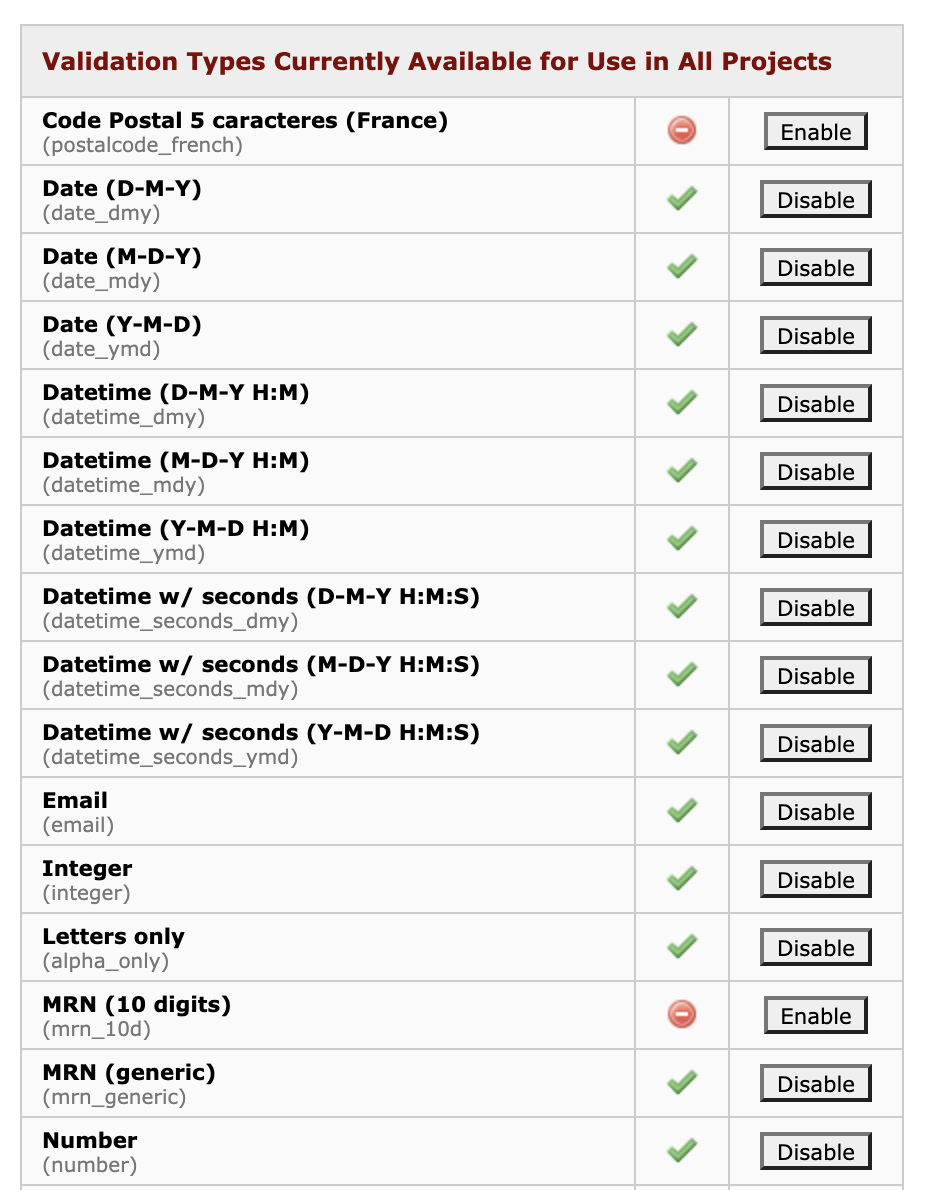 Validation Types Currently Available for Use in All Projects
Code Postal 5 caracteres (France)
(postalcode_french)
Enable
Date (D-M-Y)
(date_dmy)
Disable
Date (M-D-Y)
(date_mdy)
Disable
Date (Y-M-D)
(date_ymd)
Disable
Datetime (D-M-Y H:M)
(datetime_dmy)
Disable
Datetime (M-D-Y H:M)
(datetime_mdy)
Disable
Datetime (Y-M-D H:M)
(datetime_ymd)
Disable
Datetime w/ seconds (D-M-Y H:M:S)
(datetime_seconds_dmy)
Disable
Datetime w/ seconds (M-D-Y H:M:S)
(datetime_seconds_mdy)
Disable
Datetime w/ seconds (Y-M-D H:M:S)
(datetime_seconds_ymd)
Disable
Email
(email)
Disable
Integer
(integer)
Disable
Letters only
(alpha_only)
Disable
MRN (10 digits)
(mrn_10d)
Enable
MRN (generic)
(mrn_generic)
Disable
Number
(number)
Disable